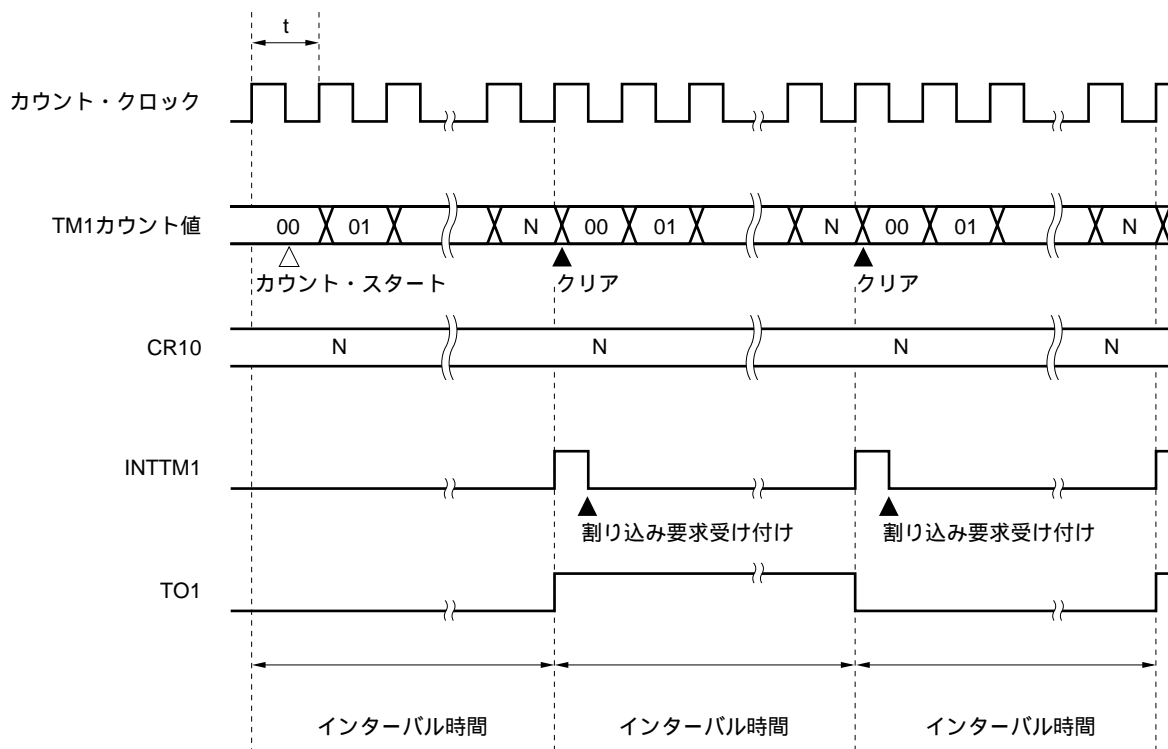 t
カウント・クロック
TM1カウント値 00 01 N 00 01 N 00 01 N
カウント・スタート クリア クリア
CR10 N N N N
INTTM1
割り込み要求受け付け 割り込み要求受け付け
TO1
インターバル時間 インターバル時間 インターバル時間